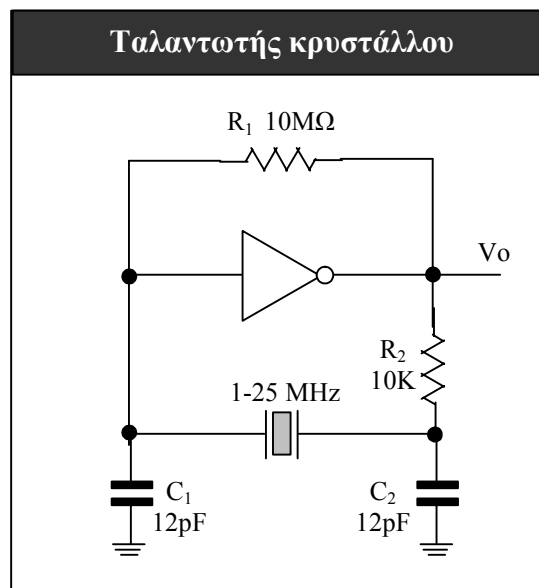 Ταλαντωτής κρυστάλλου
R₁ 10MΩ
Vo
R₂
10K
1-25 MHz
C₁
12pF
C₂
12pF